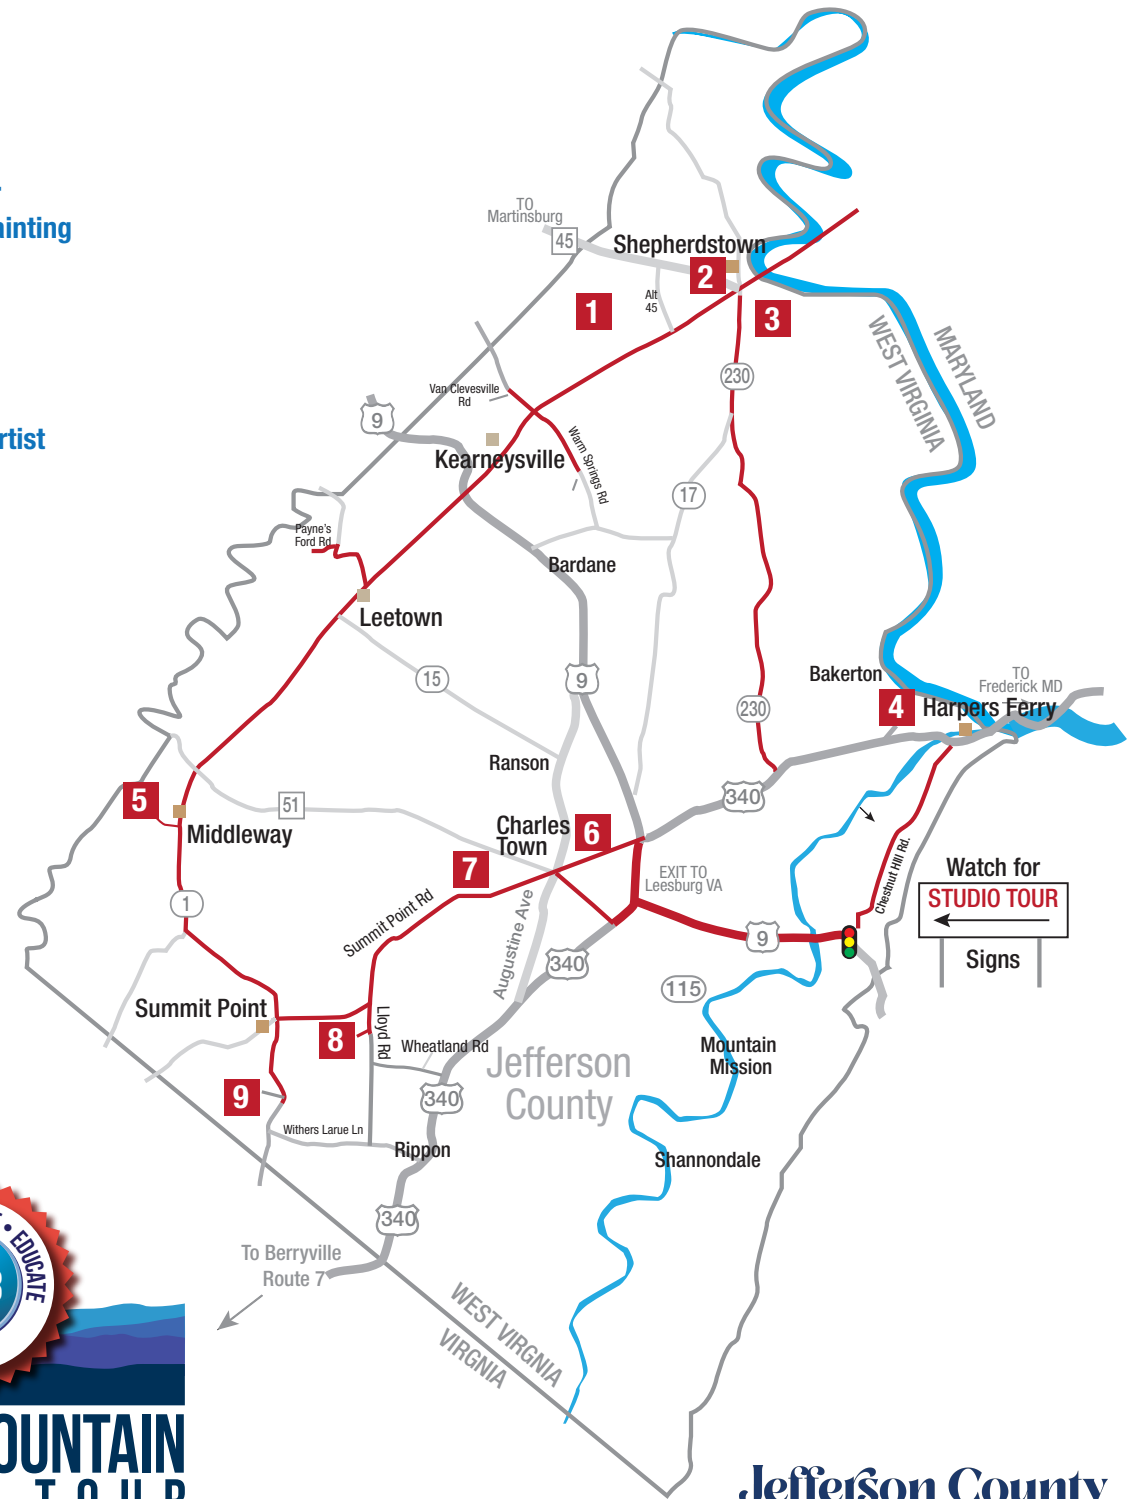 ainting
rtist
TO
Martinsburg
45
Shepherdstown
2
1
Alt
45
3
230
WEST VIRGINIA
MARYLAND
Van Clevesville
Rd
9
Kearneysville
Warm Springs Rd
17
Payne's
Ford Rd
Bardane
Leetown
15
9
Bakerton
TO
Frederick MD
4
Harpers Ferry
230
Ranson
340
5
51
Middleway
Charles
Town
6
7
EXIT TO
Leesburg VA
Chestnut Hill Rd.
Watch for
STUDIO TOUR
Signs
1
Summit Point Rd
Augustine Ave
9
340
115
Summit Point
8
Lloyd Rd
Wheatland Rd
Jefferson
County
Mountain
Mission
9
340
Withers Larue Ln
Rippon
Shannondale
340
To Berryville
Route 7
WEST VIRGNIA
VIRGNIA
• EDUCATE
OUNTAIN
TOUR
Jefferson County